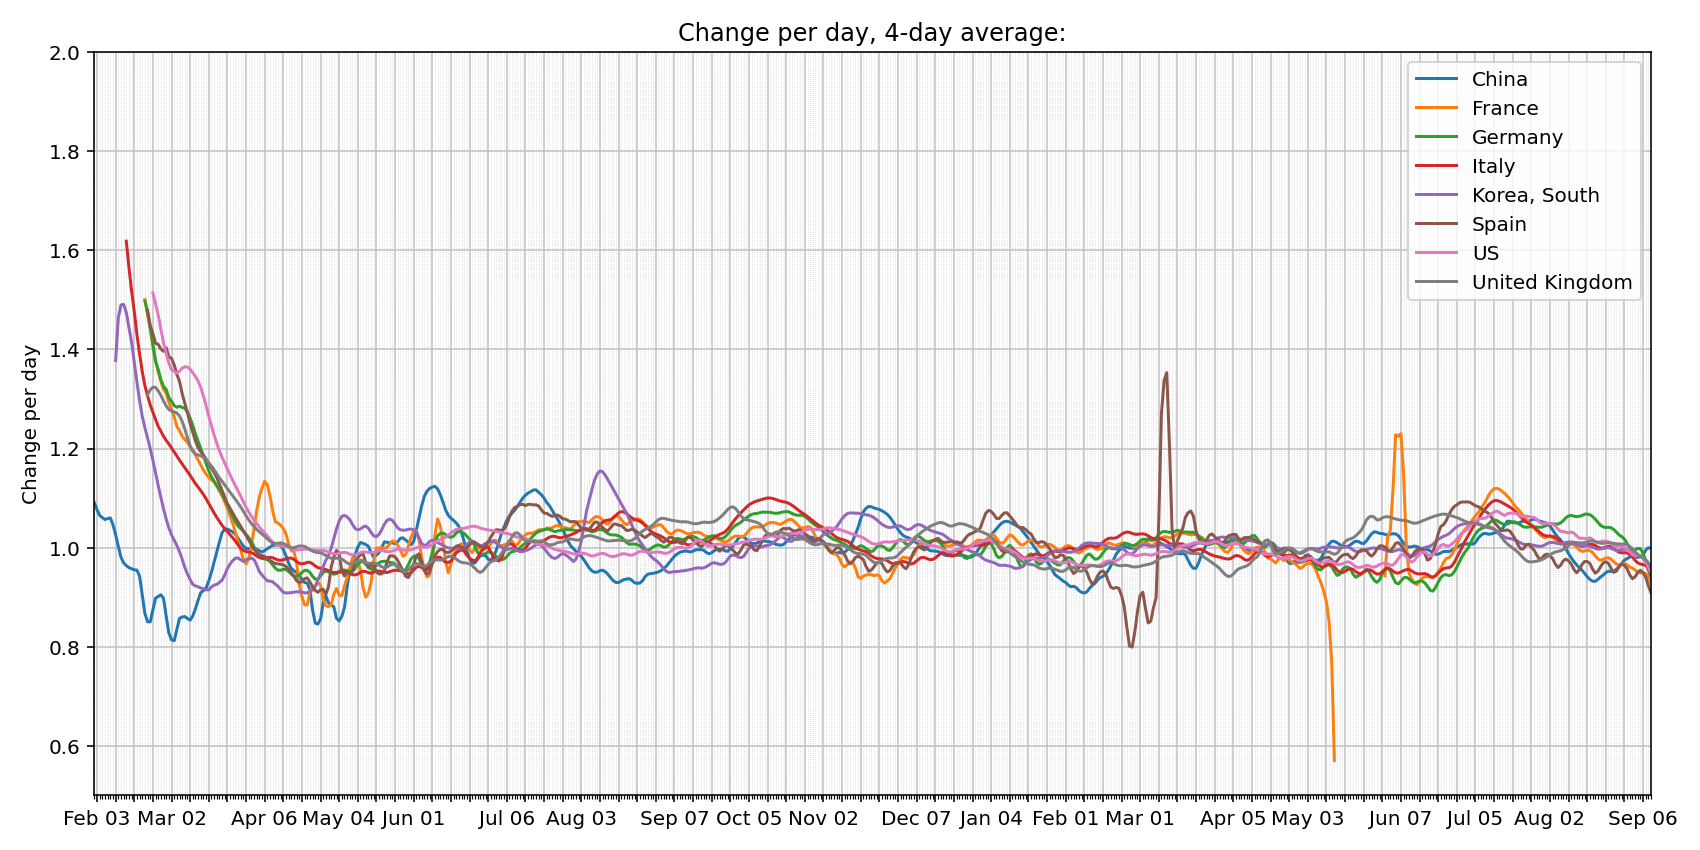 Change per day, 4-day average:
2.0
1.8
1.6
1.4
1.2
1.0
0.8
0.6
Change per day
China
France
Germany
Italy
Korea, South
Spain
US
United Kingdom
Feb 03 Mar 02 Apr 06 May 04 Jun 01 Jul 06 Aug 03 Sep 07 Oct 05 Nov 02 Dec 07 Jan 04 Feb 01 Mar 01 Apr 05 May 03 Jun 07 Jul 05 Aug 02 Sep 06